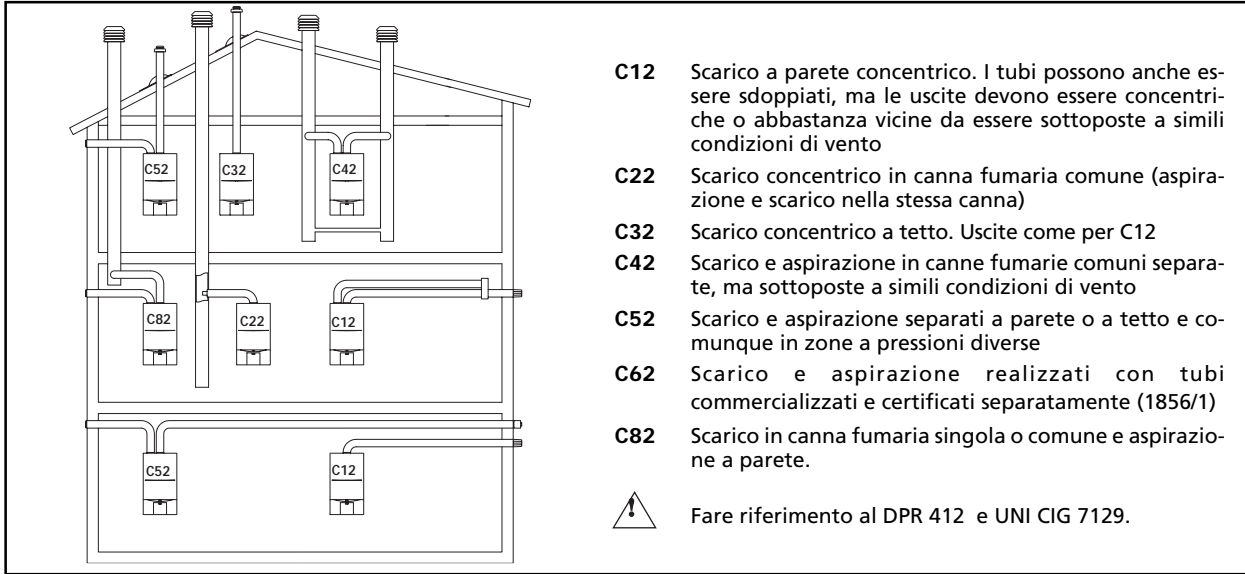 C52
C32
C42
C82
C22
C12
C52
C12
C12 Scarico a parete concentrico. I tubi possono anche es-
sere sdoppiati, ma le uscite devono essere concentri-
che o abbastanza vicine da essere sottoposte a simili
condizioni di vento
C22 Scarico concentrico in canna fumaria comune (aspira-
zione e scarico nella stessa canna)
C32 Scarico concentrico a tetto. Uscite come per C12
C42 Scarico e aspirazione in canne fumarie comuni separa-
te, ma sottoposte a simili condizioni di vento
C52 Scarico e aspirazione separati a parete o a tetto e co-
munque in zone a pressioni diverse
C62 Scarico e aspirazione realizzati con tubi
commercializzati e certificati separatamente (1856/1)
C82 Scarico in canna fumaria singola o comune e aspirazio-
ne a parete.
! Fare riferimento al DPR 412 e UNI CIG 7129.